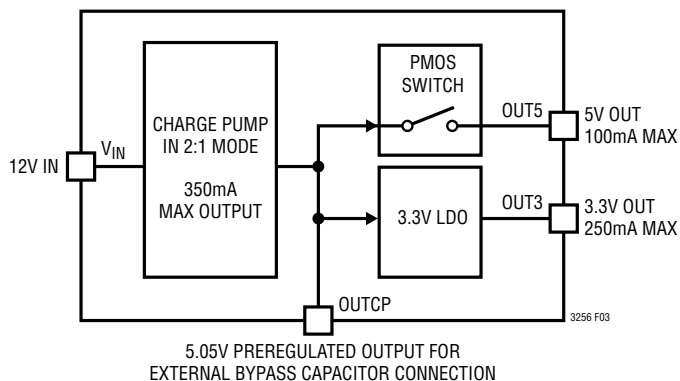 PMOS
SWITCH
OUT5
5V OUT
100mA MAX
CHARGE PUMP
IN 2:1 MODE
350mA
MAX OUTPUT
12V IN
VIN
3.3V LDO
OUT3
3.3V OUT
250mA MAX
OUTCP
3256 F03
5.05V PREREGULATED OUTPUT FOR
EXTERNAL BYPASS CAPACITOR CONNECTION